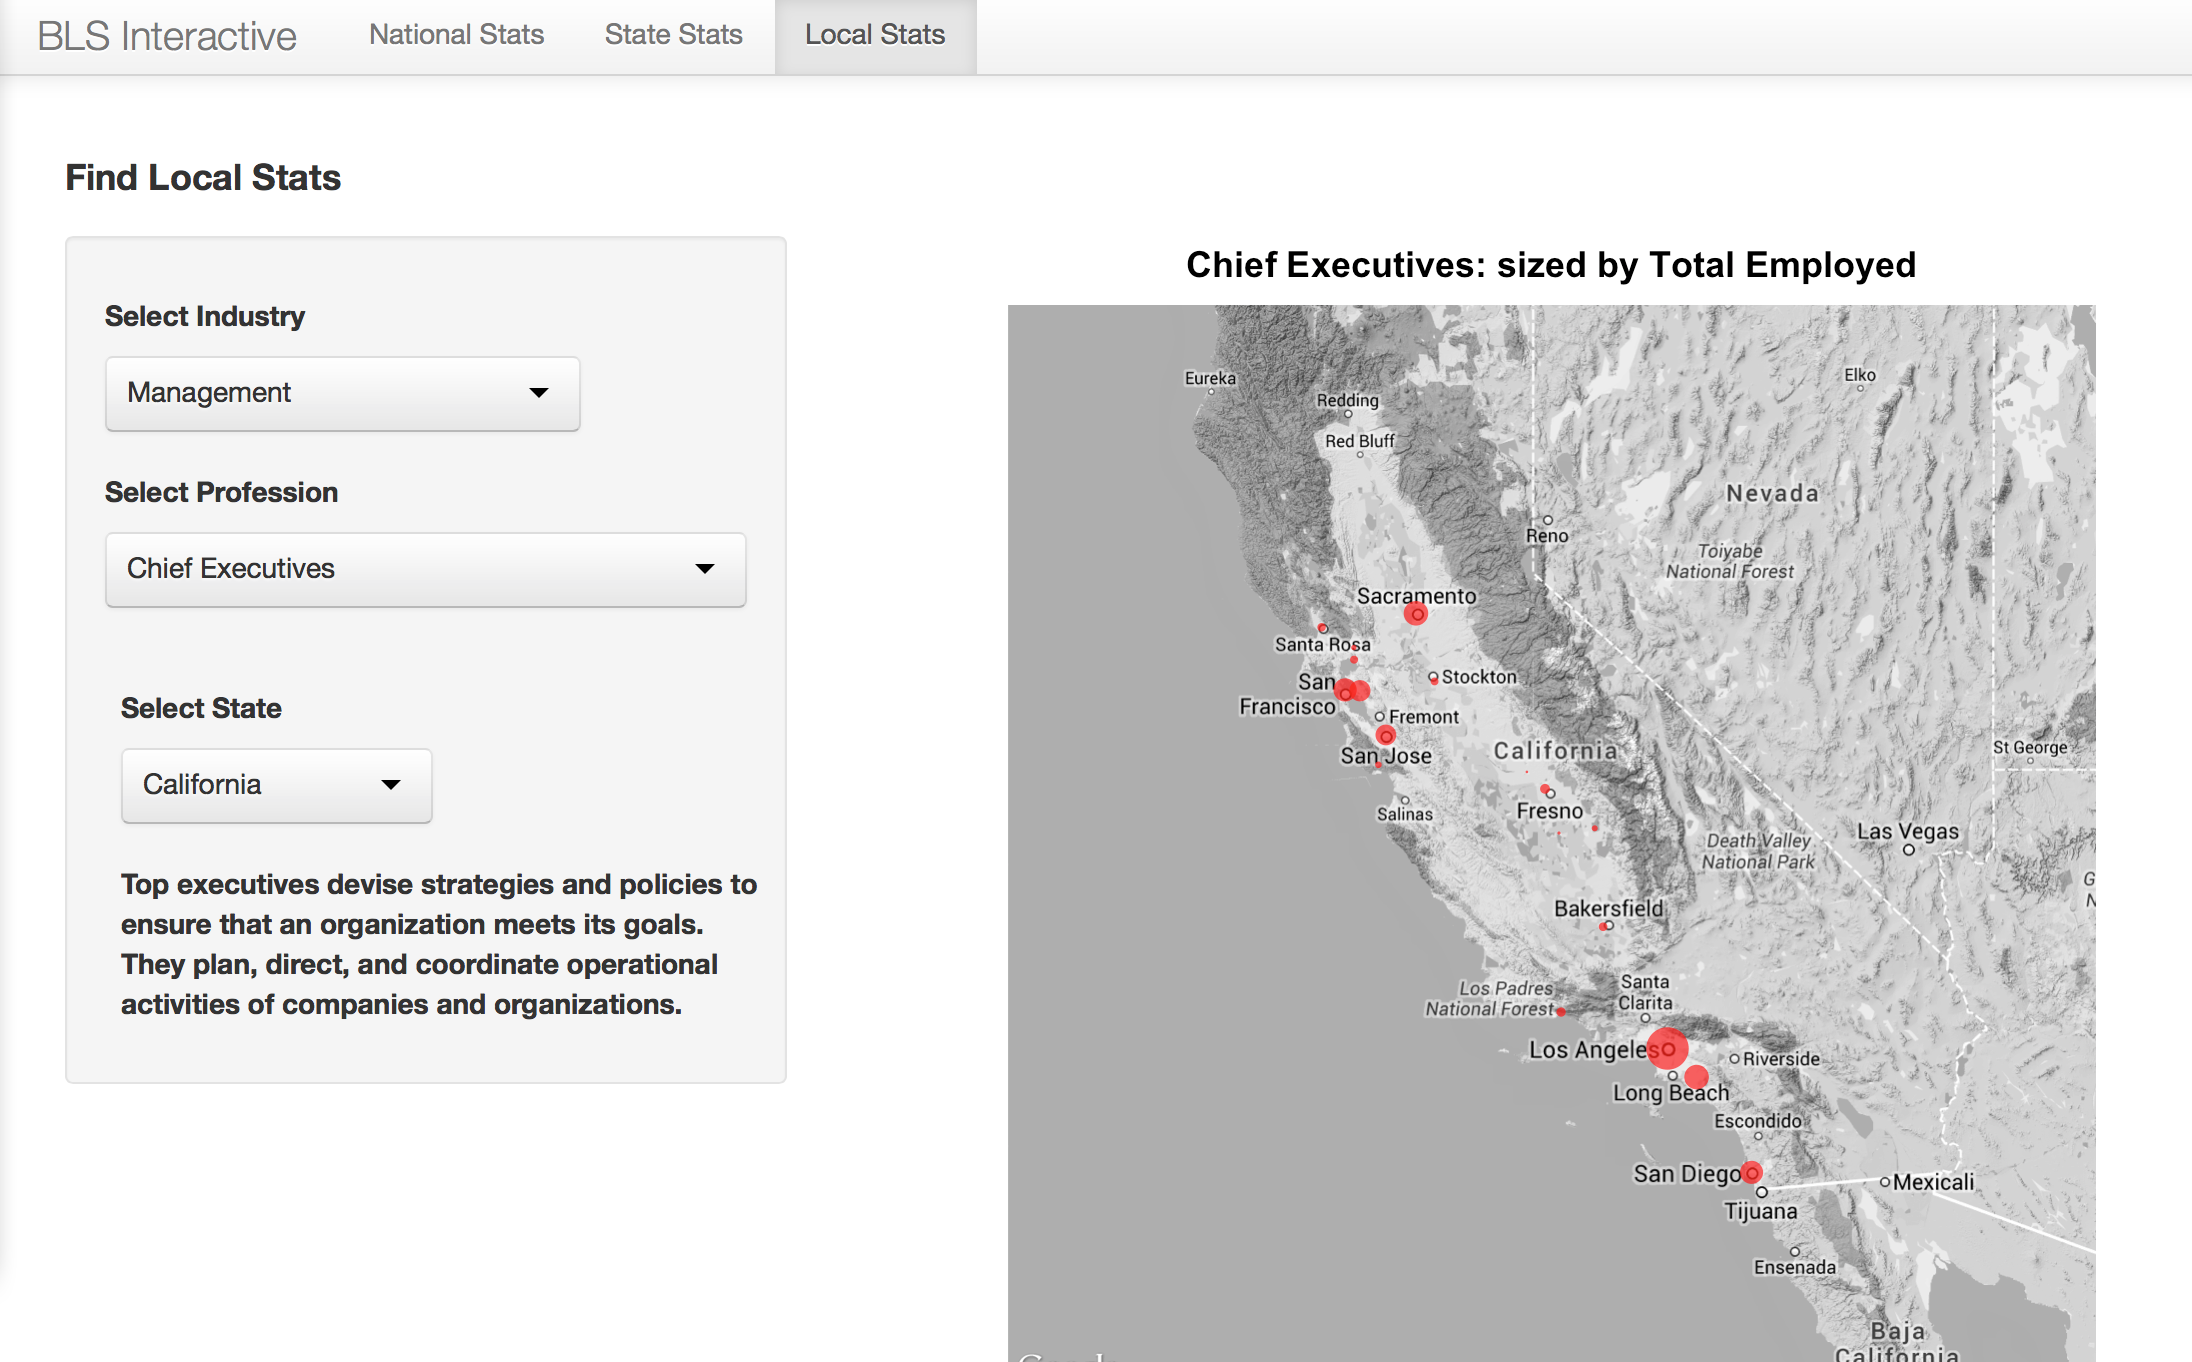 BLS Interactive
National Stats
State Stats
Local Stats
Find Local Stats
Select Industry
Management
Select Profession
Chief Executives
Select State
California
Top executives devise strategies and policies to
ensure that an organization meets its goals.
They plan, direct, and coordinate operational
activities of companies and organizations.
Chief Executives: sized by Total Employed
Eureka
Redding
Elko
Red Bluff
Nevada
Reno
Toiyabe
National Forest
Sacramento
Santa Rosa
Stockton
San
Francisco
Fremont
San Jose
California
St George
Salinas
Fresno
Las Vegas
Death Valley
National Park
G
N
Bakersfield
Santa
Clarita
Los Padres
National Forest
Los Angeles
Riverside
Long Beach
Escondido
San Diego
Mexicali
Tijuana
Ensenada
Baja
California